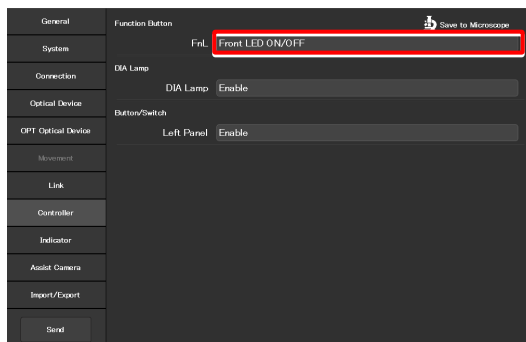 General
System
Connection
Optical Device
OPT Optical Device
Movement
Link
Controller
Indicator
Assist Camera
Import/Export
Send
Function Button
Save to Microscope
FnL Front LED ON/OFF
DIA Lamp
DIA Lamp Enable
Button/Switch
Left Panel Enable